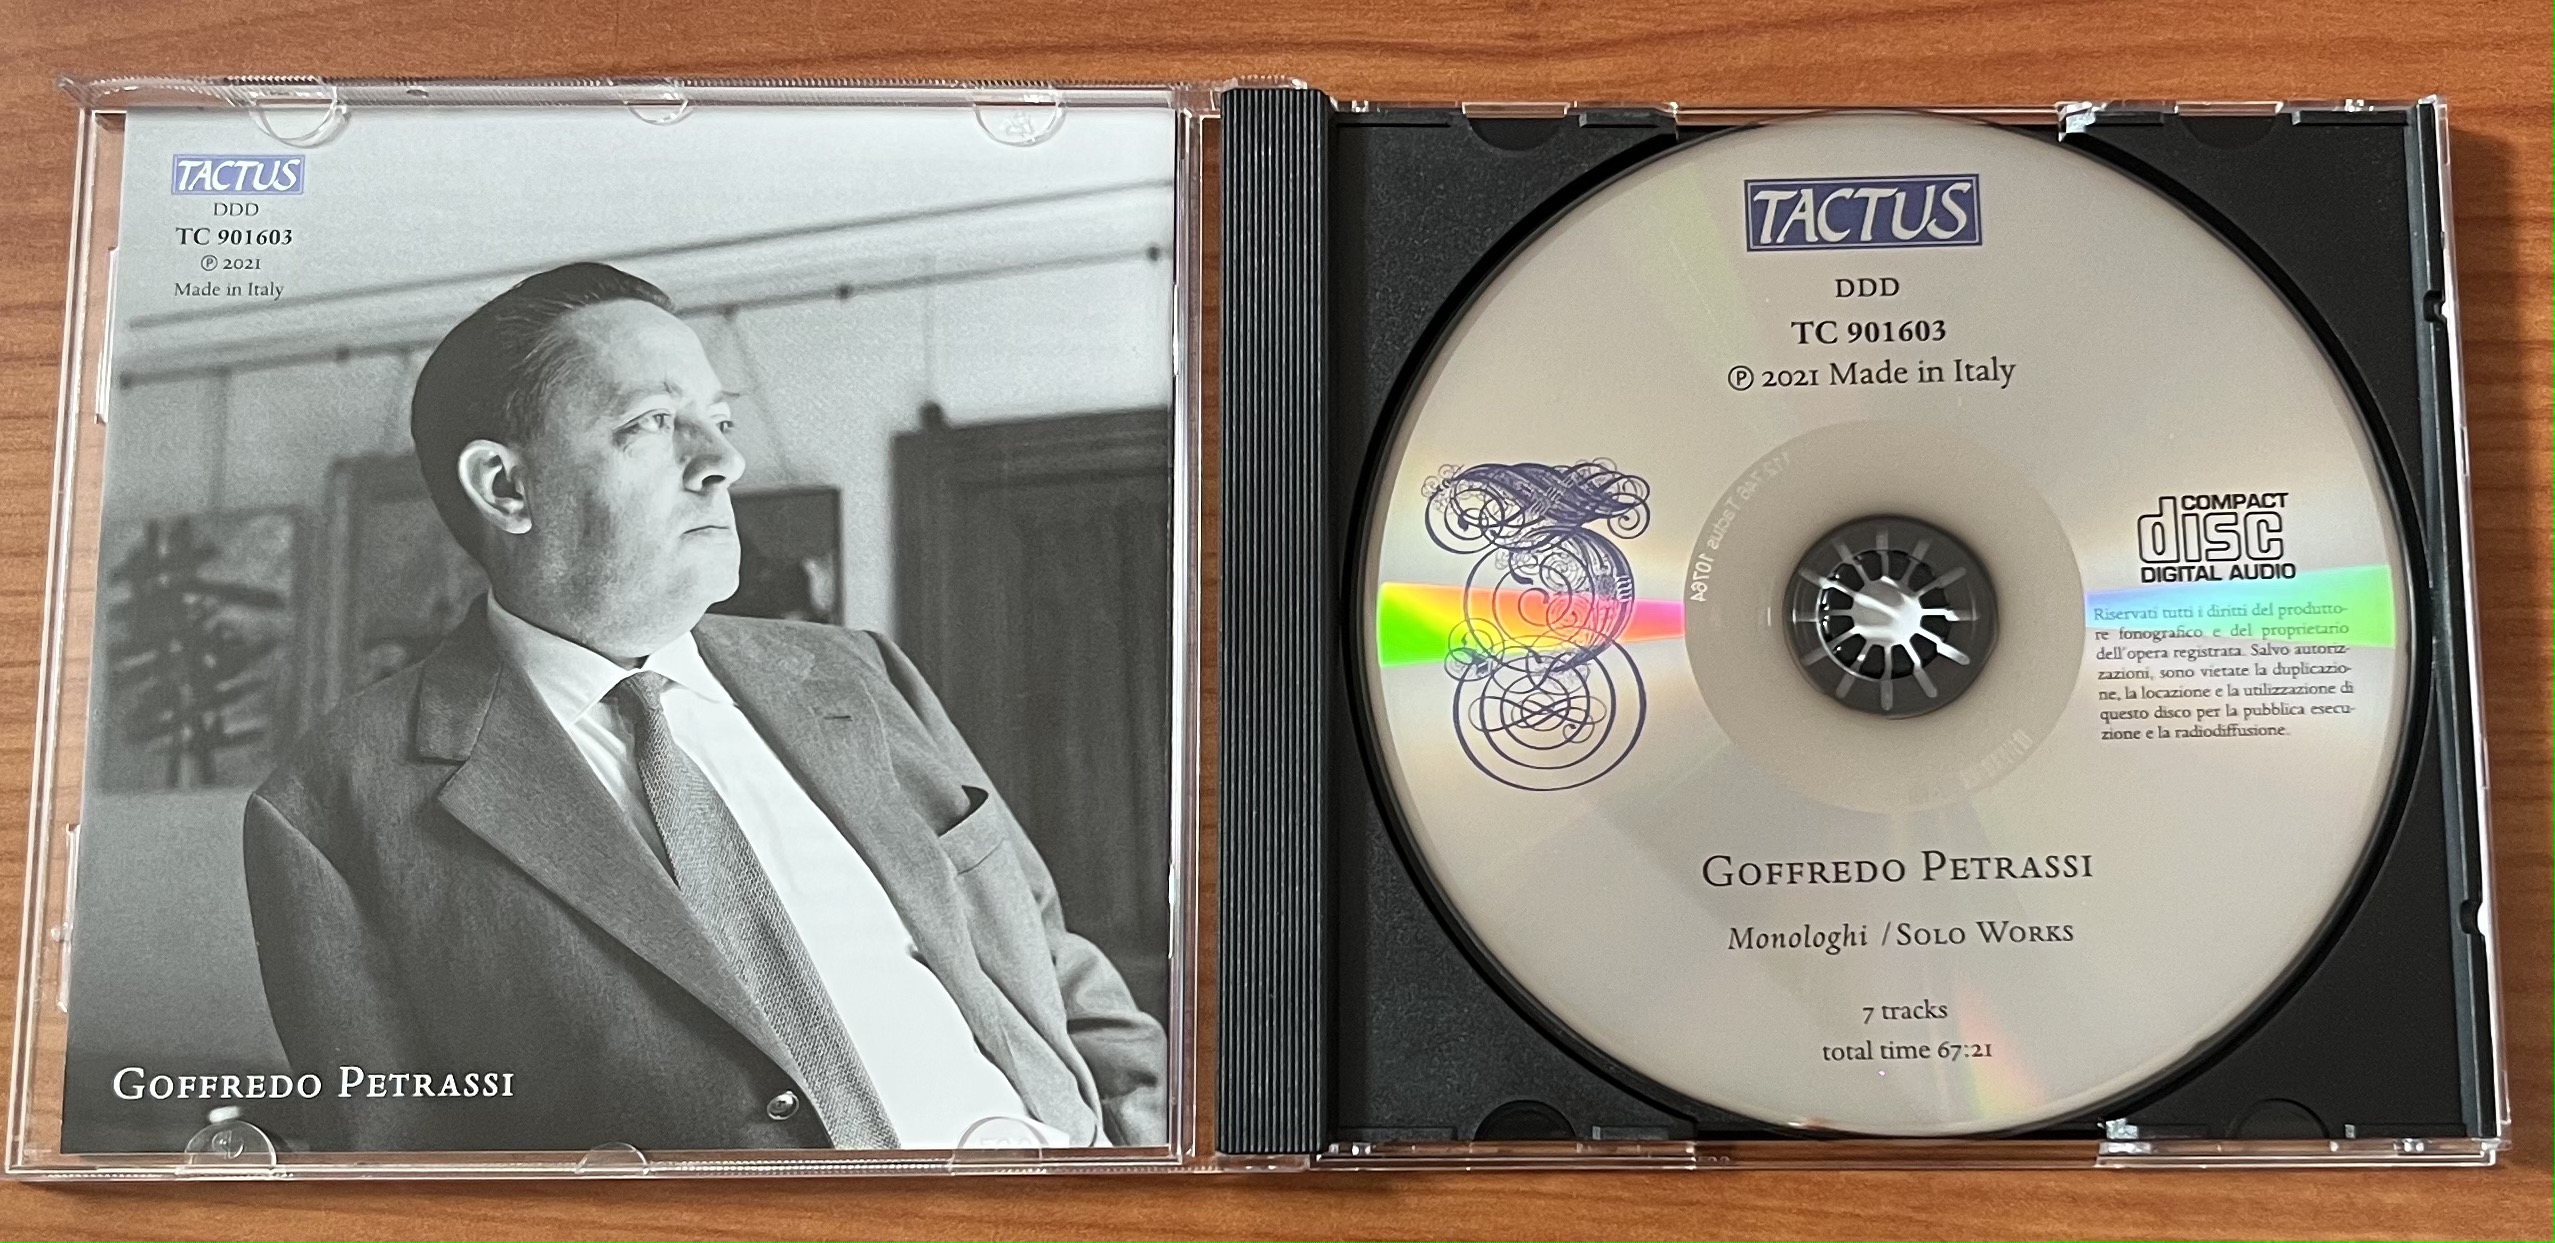 TACTUS
DDD
TC 901603
℗ 2021
Made in Italy
GOFFREDO PETRASSI
TACTUS
DDD
TC 901603
℗ 2021 Made in Italy
COMPACT
disc
DIGITAL AUDIO
Riservati tutti i diritti del produtto-
re fonografico e del proprietario
dell'opera registrata. Salvo autoriz-
zazioni, sono vietate la duplicazio-
ne, la locazione e la utilizzazione di
questo disco per la pubblica esecu-
zione e la radiodiffusione.
GOFFREDO PETRASSI
Monologhi / SOLO WORKS
7 tracks
total time 67:21